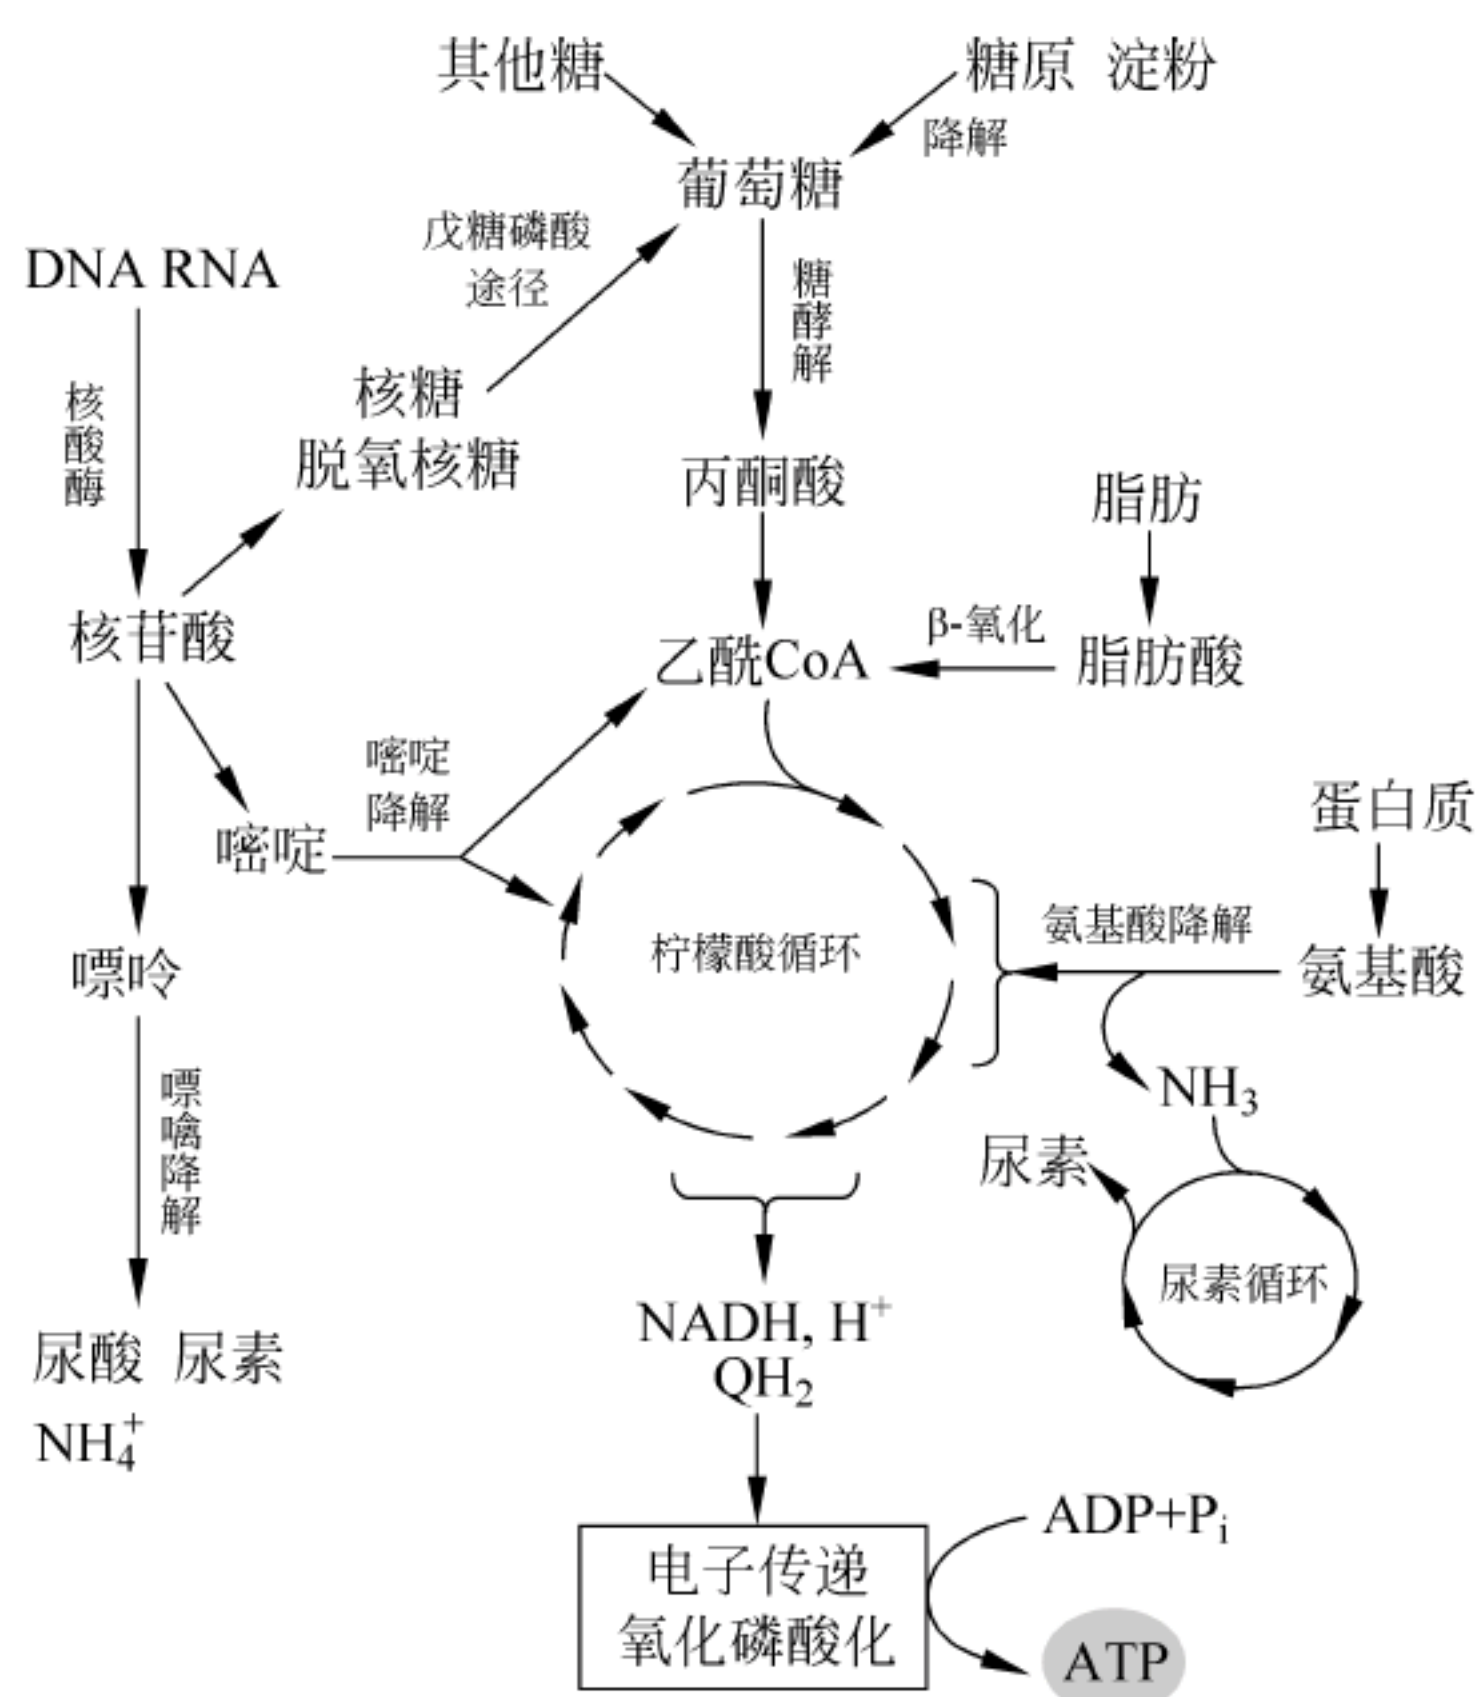 其他糖
糖原 淀粉
降解
葡萄糖
戊糖磷酸
途径
DNA RNA
糖酵解
核糖
脱氧核糖
核酸酶
丙酮酸
脂肪
核苷酸
β-氧化
乙酰CoA
脂肪酸
嘧啶
降解
蛋白质
嘧啶
氨基酸降解
柠檬酸循环
嘌呤
氨基酸
NH₃
嘌噙降解
尿素
尿素循环
NADH, H⁺
QH₂
尿酸 尿素
NH₄⁺
ADP+Pᵢ
电子传递
氧化磷酸化
ATP